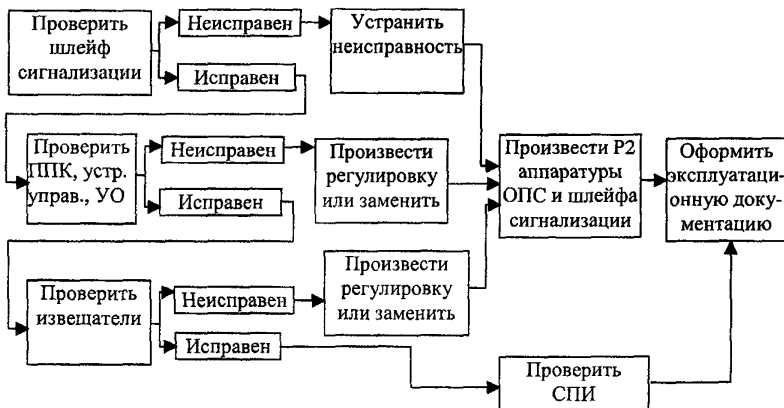 Проверить
шлейф
сигнализации
Неисправен
Исправен
Устранить
неисправность
Проверить
ППК, устр.
управ., УО
Неисправен
Исправен
Произвести
регулировку
или заменить
Произвести Р2
аппаратуры
ОПС и шлейфа
сигнализации
Оформить
эксплуатаци-
онную доку-
ментацию
Проверить
извещатели
Неисправен
Исправен
Произвести
регулировку
или заменить
Проверить
СПИ